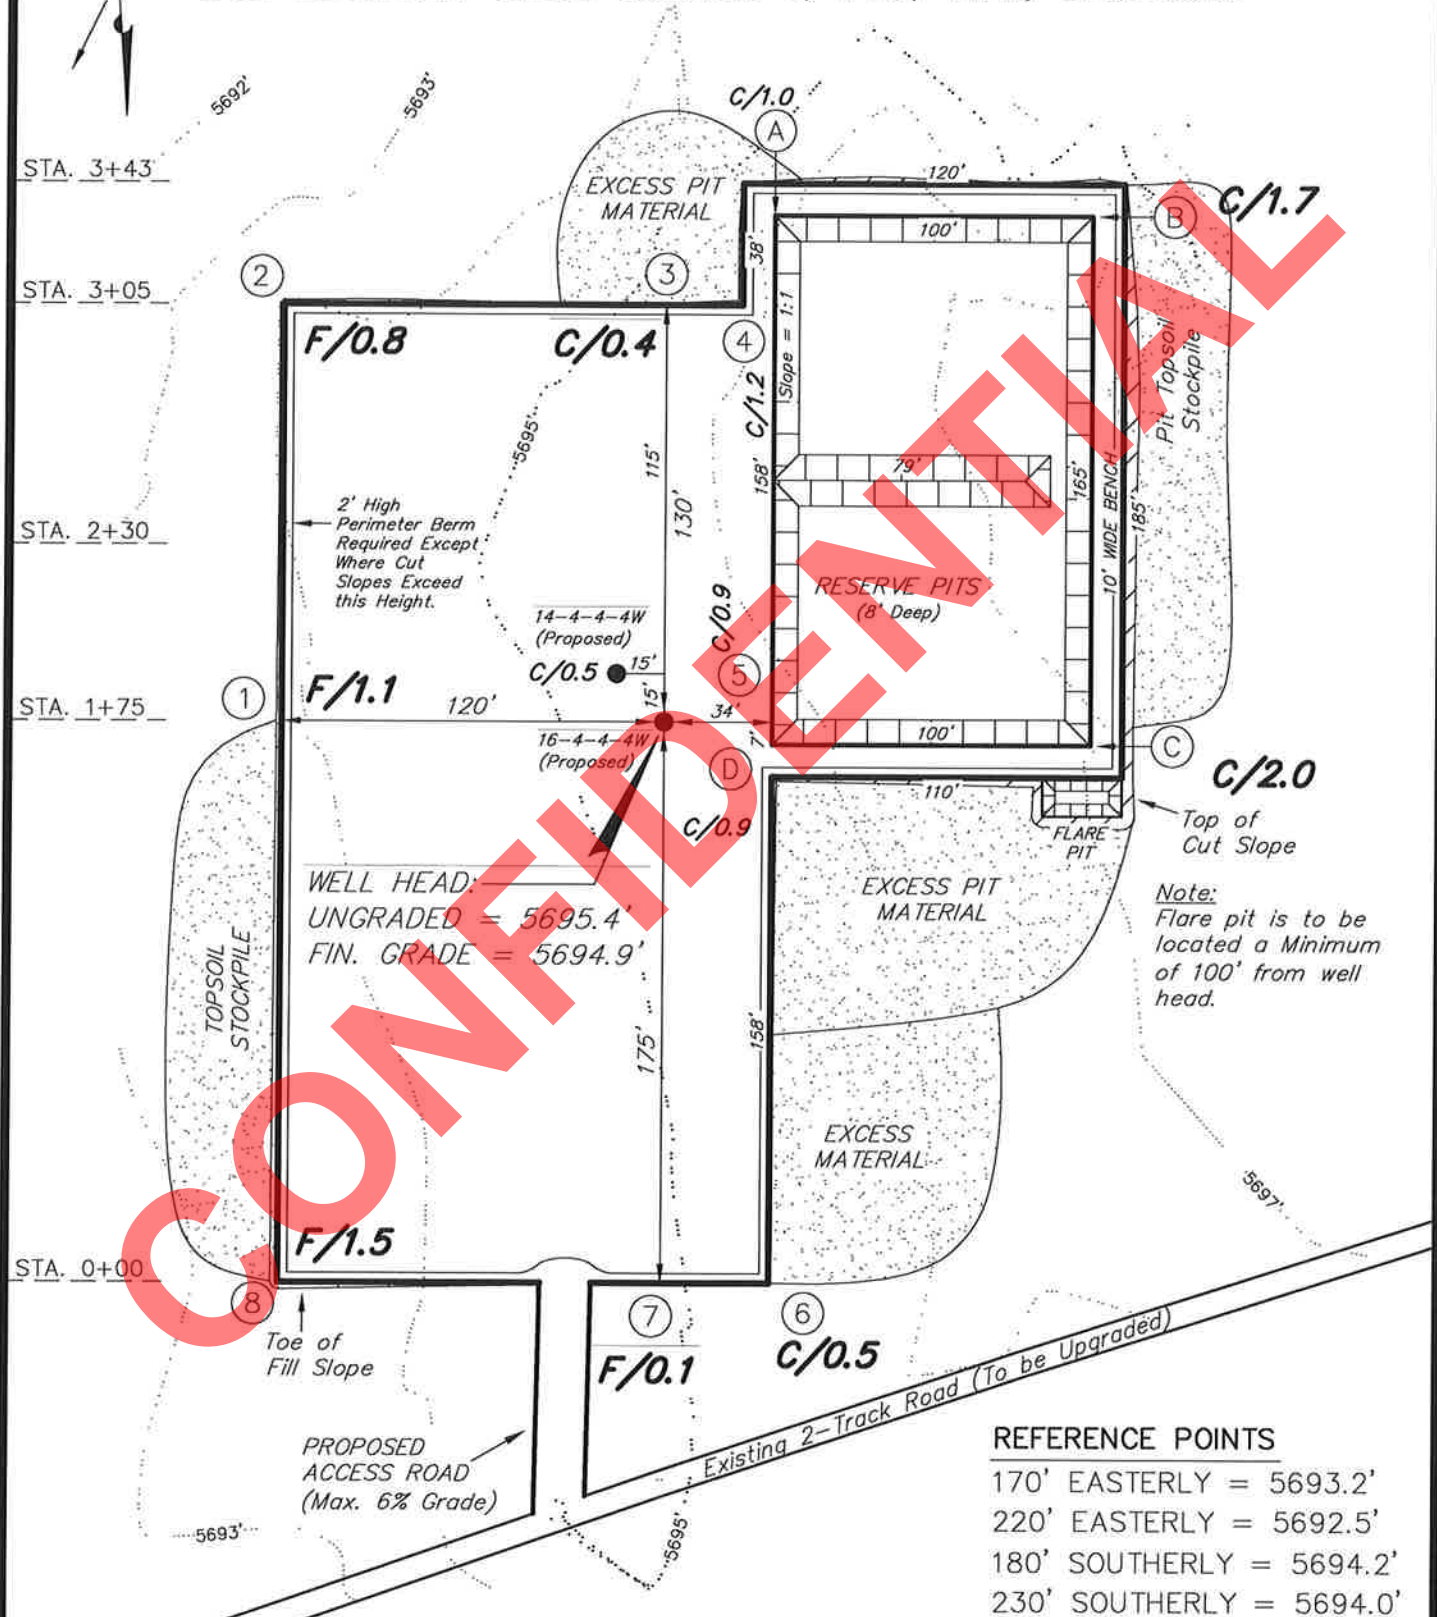 5692'
5693'
C/1.0
A
STA. 3+43
EXCESS PIT
MATERIAL
120'
C/1.7
B
100'
38'
2
3
STA. 3+05
F/0.8
C/0.4
4
Slope = 1:1
C/1.2
Pit Topsoil
Stockpile
5695'
115'
130'
158'
79'
165'
10' WIDE BENCH
185'
2' High
Perimeter Berm
Required Except
Where Cut
Slopes Exceed
this Height.
STA. 2+30
RESERVE PITS
(8' Deep)
14-4-4-4W
(Proposed)
C/0.5
15'
C/0.9
5
1
F/1.1
STA. 1+75
120'
15'
34'
7'
100'
16-4-4-4W
(Proposed)
D
C
C/2.0
110'
C/0.9
FLARE
PIT
Top of
Cut Slope
WELL HEAD:
UNGRADED = 5695.4'
FIN. GRADE = 5694.9'
EXCESS PIT
MATERIAL
Note:
Flare pit is to be
located a Minimum
of 100' from well
head.
TOPSOIL
STOCKPILE
175'
158'
EXCESS
MATERIAL
5697'
F/1.5
STA. 0+00
8
7
6
Toe of
Fill Slope
F/0.1
C/0.5
Existing 2-Track Road (To be Upgraded)
PROPOSED
ACCESS ROAD
(Max. 6% Grade)
5693'
5695'
REFERENCE POINTS
170' EASTERLY = 5693.2'
220' EASTERLY = 5692.5'
180' SOUTHERLY = 5694.2'
230' SOUTHERLY = 5694.0'
CONFIDENTIAL